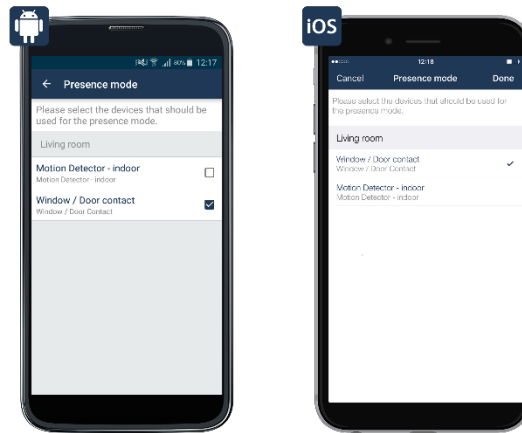 80% 12:17
Presence mode
Please select the devices that should be
used for the presence mode.
Living room
Motion Detector - indoor
Motion Detector - indoor
Window / Door contact
Window / Door Contact
iOS
12:18
Cancel Presence mode Done
Please select the devices that should be used for
the presence mode.
Living room
Window / Door contact
Window / Door Contact
Motion Detector - indoor
Motion Detector - indoor